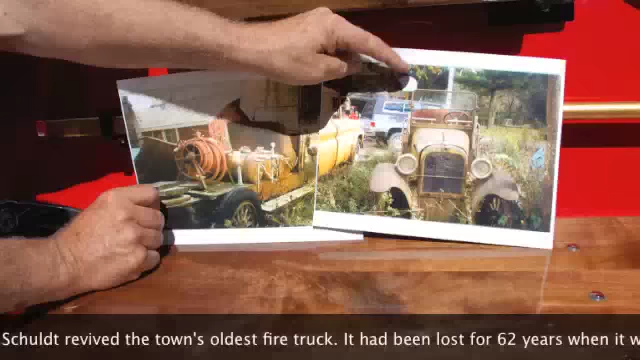 Schuldt revived the town's oldest fire truck. It had been lost for 62 years when it w